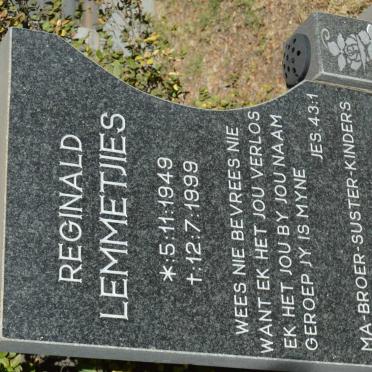 REGINALD
LEMMETJIES
*:5:11:1949
†:12:7:1999
WEES NIE BEVREES NIE
WANT EK HET JOU VERLOS
EK HET JOU BY JOU NAAM
GEROEP JY IS MYNE
JES.43:1
MA-BROER-SUSTER-KINDERS